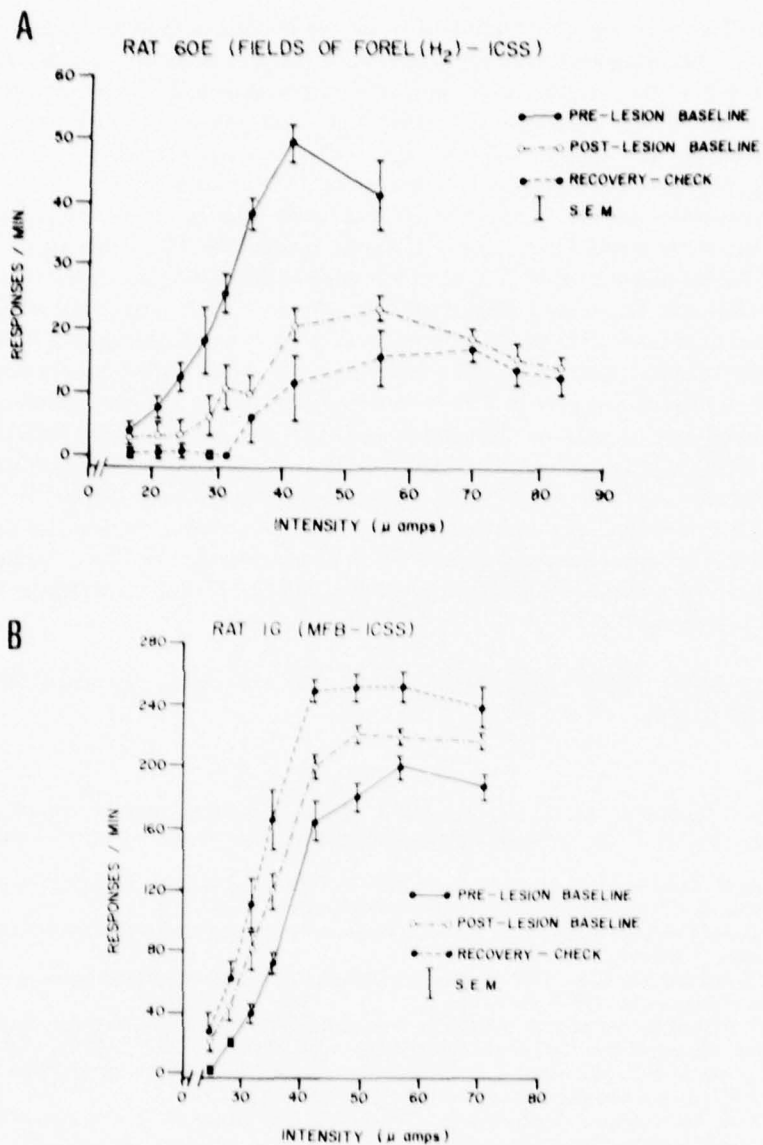 A
RAT 60E (FIELDS OF FOREL (H₂) - ICSS)
60
50
40
30
20
10
0
RESPONSES / MIN
PRE-LESION BASELINE
POST-LESION BASELINE
RECOVERY-CHECK
S.E.M.
0 20 30 40 50 60 70 80 90
INTENSITY (μ amps)
B
RAT 1G (MFB-ICSS)
280
240
200
160
120
80
40
0
RESPONSES / MIN
PRE-LESION BASELINE
POST-LESION BASELINE
RECOVERY-CHECK
S.E.M.
0 30 40 50 60 70 80
INTENSITY (μ amps)